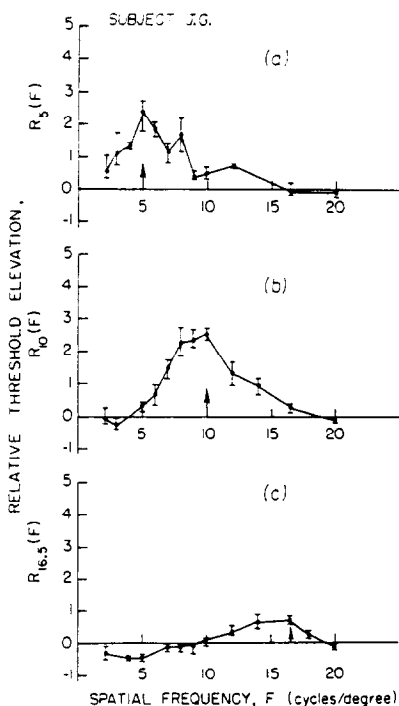 SUBJECT J.G.
(a)
R5(F)
5
4
3
2
1
0
-1
5 10 15 20
(b)
RELATIVE THRESHOLD ELEVATION,
R10(F)
5
4
3
2
1
0
-1
5 10 15 20
(c)
R16.5(F)
5
4
3
2
1
0
-1
5 10 15 20
SPATIAL FREQUENCY, F (cycles/degree)